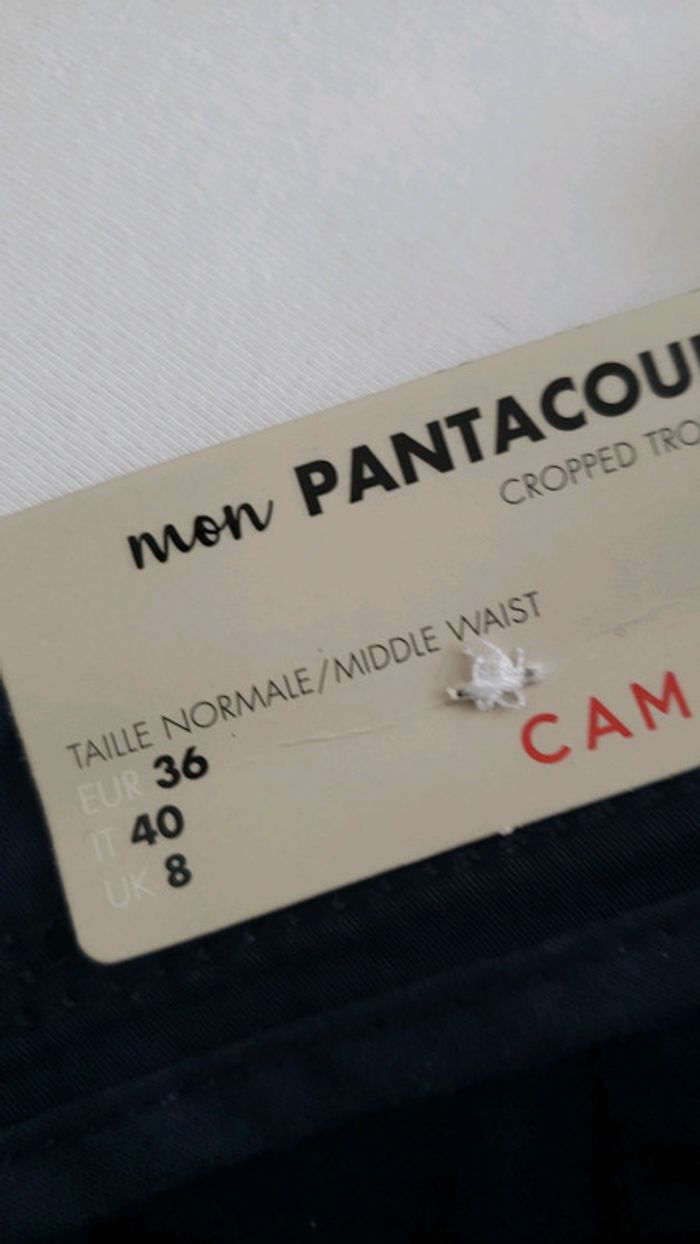 mon PANTACOU
CROPPED TRO
TAILLE NORMALE/MIDDLE WAIST
EUR 36
IT 40
UK 8
CAM